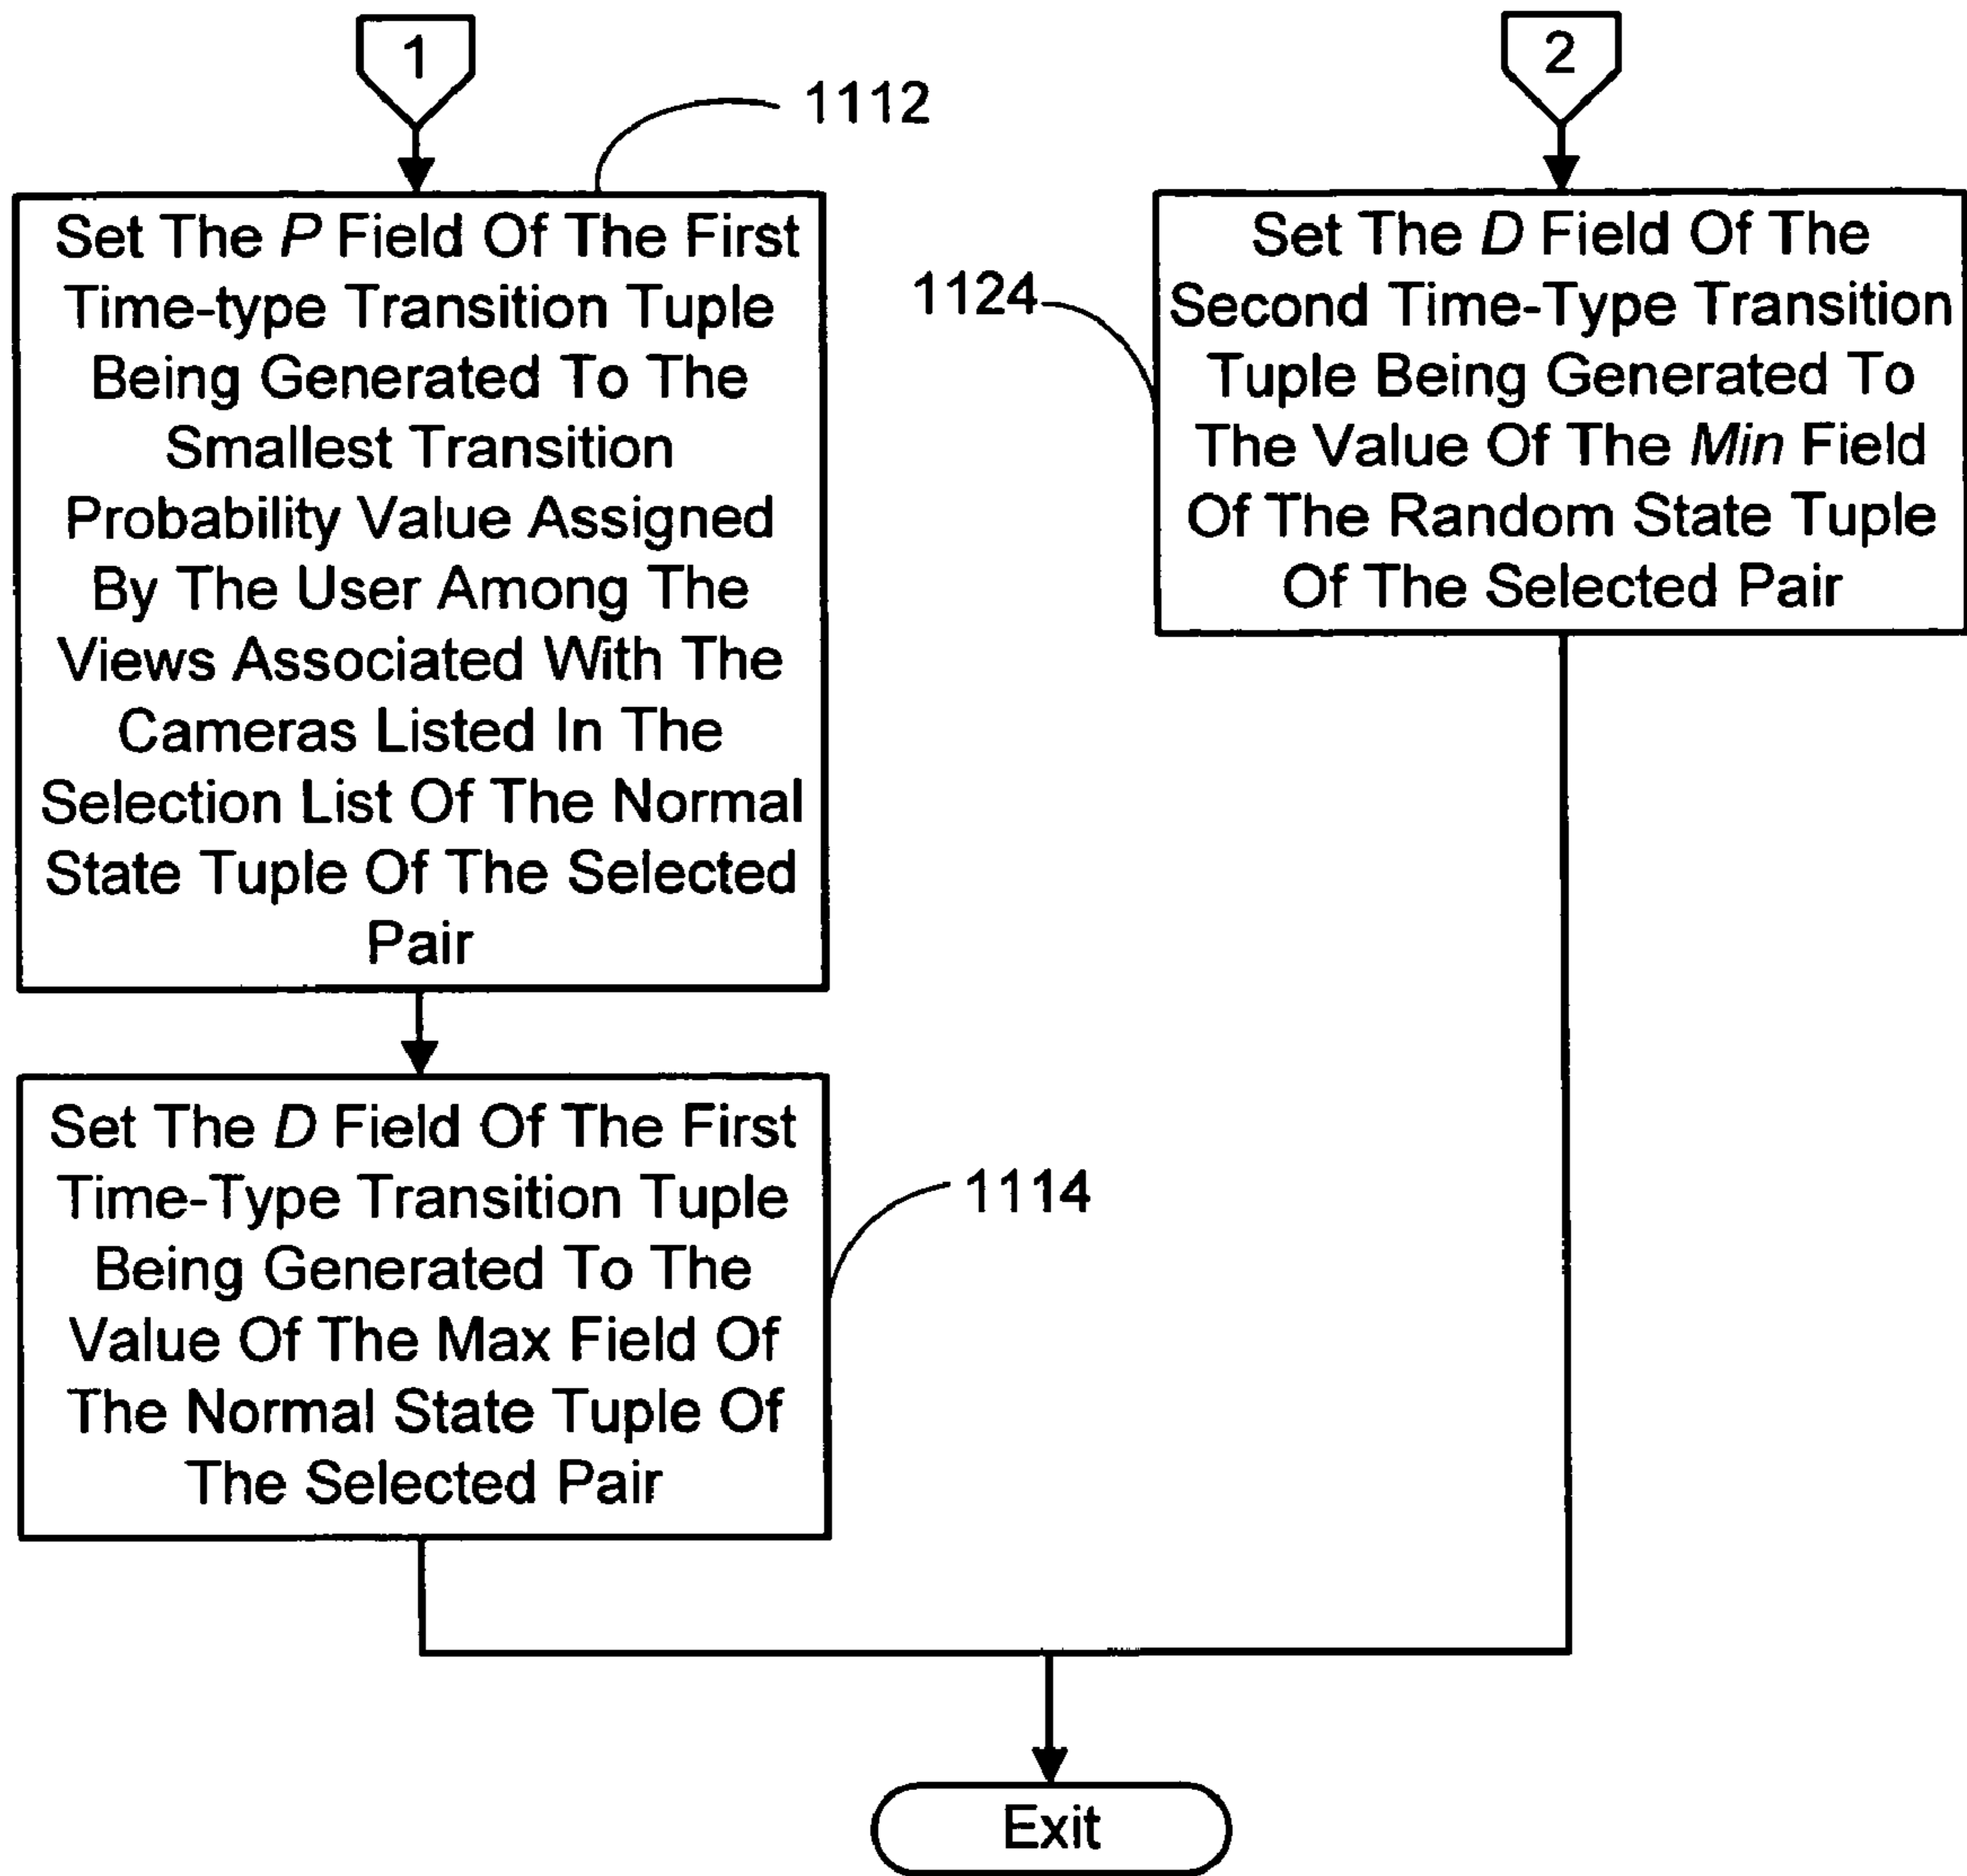 1
1112
Set The P Field Of The First
Time-type Transition Tuple
Being Generated To The
Smallest Transition
Probability Value Assigned
By The User Among The
Views Associated With The
Cameras Listed In The
Selection List Of The Normal
State Tuple Of The Selected
Pair
Set The D Field Of The First
Time-Type Transition Tuple
Being Generated To The
Value Of The Max Field Of
The Normal State Tuple Of
The Selected Pair
1114
2
1124
Set The D Field Of The
Second Time-Type Transition
Tuple Being Generated To
The Value Of The Min Field
Of The Random State Tuple
Of The Selected Pair
Exit